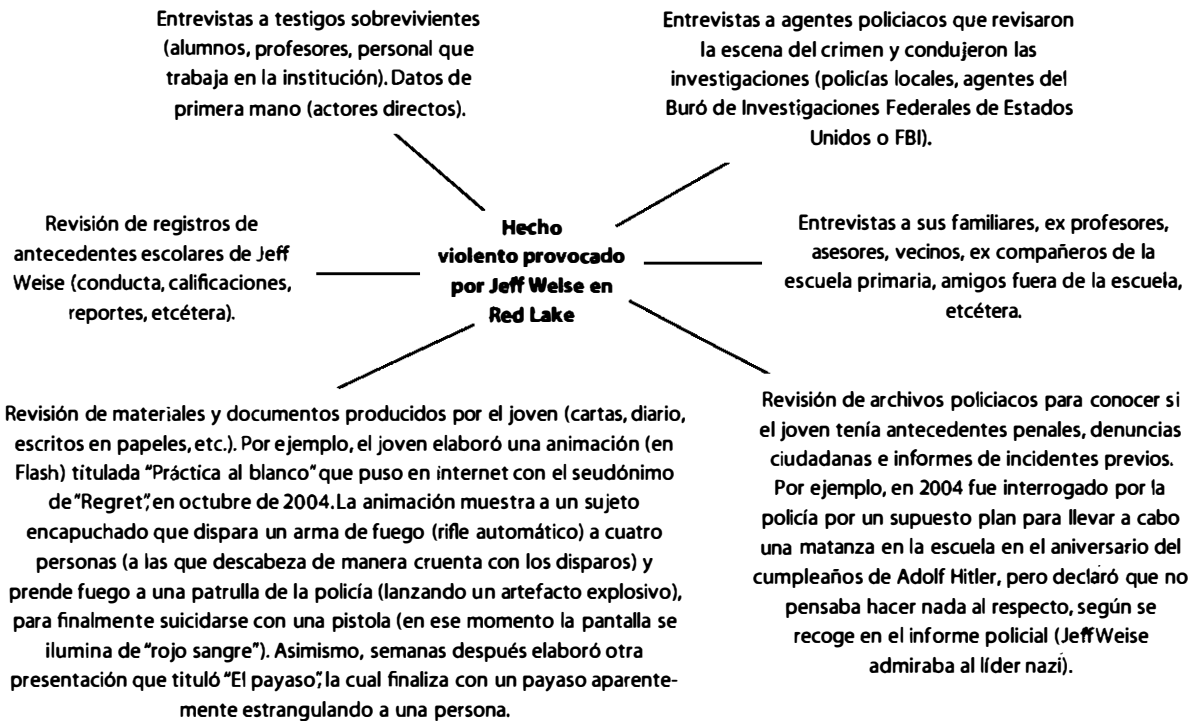 Entrevistas a testigos sobrevivientes
(alumnos, profesores, personal que
trabaja en la institución). Datos de
primera mano (actores directos).
Entrevistas a agentes policiacos que revisaron
la escena del crimen y condujeron las
investigaciones (policías locales, agentes del
Buró de Investigaciones Federales de Estados
Unidos o FBI).
Revisión de registros de
antecedentes escolares de Jeff
Weise (conducta, calificaciones,
reportes, etcétera).
Hecho
violento provocado
por Jeff Weise en
Red Lake
Entrevistas a sus familiares, ex profesores,
asesores, vecinos, ex compañeros de la
escuela primaria, amigos fuera de la escuela,
etcétera.
Revisión de materiales y documentos producidos por el joven (cartas, diario,
escritos en papeles, etc.). Por ejemplo, el joven elaboró una animación (en
Flash) titulada "Práctica al blanco" que puso en internet con el seudónimo
de "Regret", en octubre de 2004. La animación muestra a un sujeto
encapuchado que dispara un arma de fuego (rifle automático) a cuatro
personas (a las que descabeza de manera cruenta con los disparos) y
prende fuego a una patrulla de la policía (lanzando un artefacto explosivo),
para finalmente suicidarse con una pistola (en ese momento la pantalla se
ilumina de "rojo sangre"). Asimismo, semanas después elaboró otra
presentación que tituló "El payaso", la cual finaliza con un payaso aparente-
mente estrangulando a una persona.
Revisión de archivos policiacos para conocer si
el joven tenía antecedentes penales, denuncias
ciudadanas e informes de incidentes previos.
Por ejemplo, en 2004 fue interrogado por la
policía por un supuesto plan para llevar a cabo
una matanza en la escuela en el aniversario del
cumpleaños de Adolf Hitler, pero declaró que no
pensaba hacer nada al respecto, según se
recoge en el informe policial (Jeff Weise
admiraba al líder nazi).